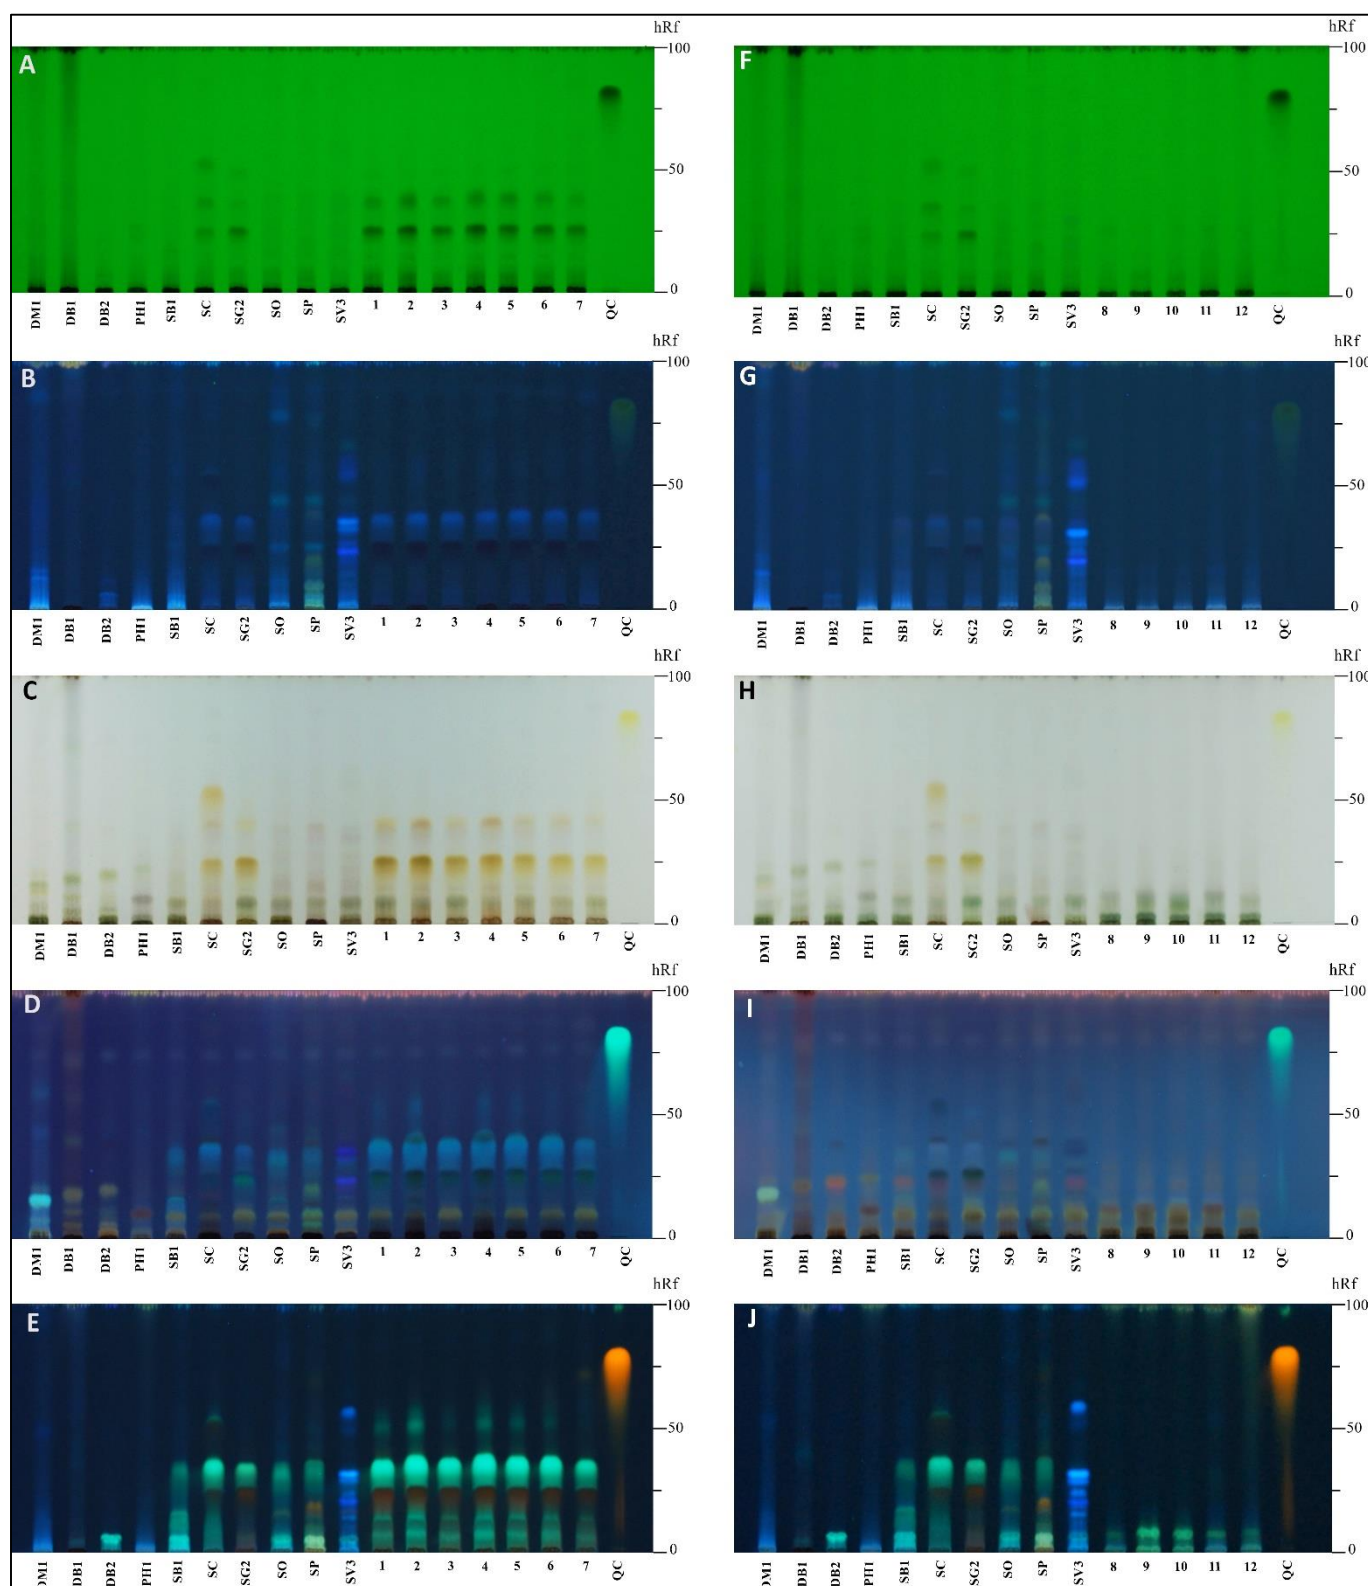 hRf hRf
A 100 F 100
50 50
0 0
DM1 DB1 DB2 PH1 SB1 SC SG2 SO SP SV3 1 2 3 4 5 6 7 QC DM1 DB1 DB2 PH1 SB1 SC SG2 SO SP SV3 8 9 10 11 12 QC
hRf hRf
B 100 G 100
50 50
0 0
DM1 DB1 DB2 PH1 SB1 SC SG2 SO SP SV3 1 2 3 4 5 6 7 QC DM1 DB1 DB2 PH1 SB1 SC SG2 SO SP SV3 8 9 10 11 12 QC
hRf hRf
C 100 H 100
50 50
0 0
DM1 DB1 DB2 PH1 SB1 SC SG2 SO SP SV3 1 2 3 4 5 6 7 QC DM1 DB1 DB2 PH1 SB1 SC SG2 SO SP SV3 8 9 10 11 12 QC
hRf hRf
D 100 I 100
50 50
0 0
DM1 DB1 DB2 PH1 SB1 SC SG2 SO SP SV3 1 2 3 4 5 6 7 QC DM1 DB1 DB2 PH1 SB1 SC SG2 SO SP SV3 8 9 10 11 12 QC
hRf hRf
E 100 J 100
50 50
0 0
DM1 DB1 DB2 PH1 SB1 SC SG2 SO SP SV3 1 2 3 4 5 6 7 QC DM1 DB1 DB2 PH1 SB1 SC SG2 SO SP SV3 8 9 10 11 12 QC